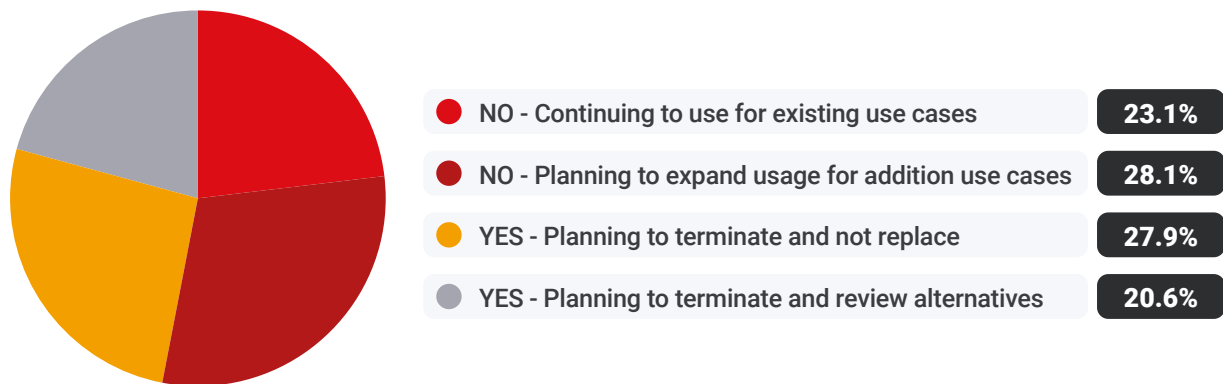 NO - Continuing to use for existing use cases 23.1%
NO - Planning to expand usage for addition use cases 28.1%
YES - Planning to terminate and not replace 27.9%
YES - Planning to terminate and review alternatives 20.6%